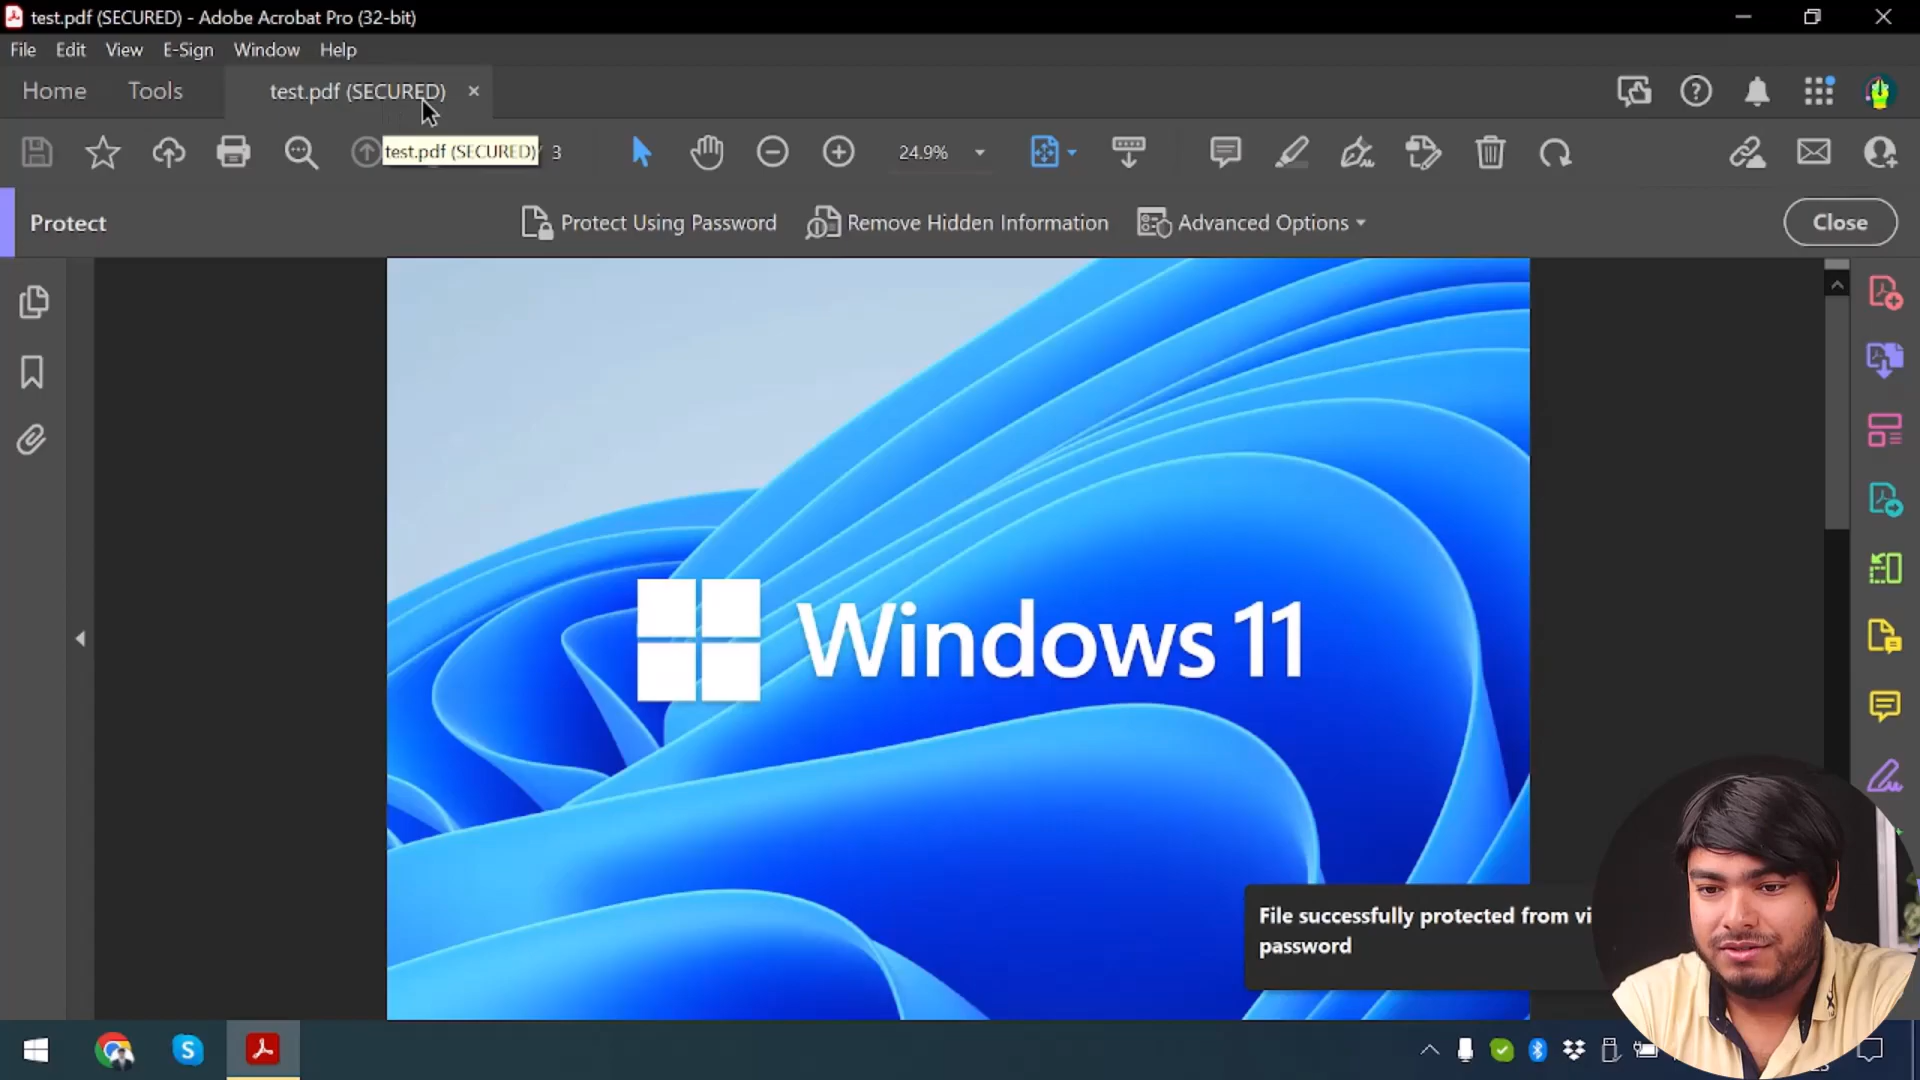 test.pdf (SECURED) - Adobe Acrobat Pro (32-bit)
File Edit View E-Sign Window Help
Home Tools test.pdf (SECURED)
test.pdf (SECURED) 3 24.9%
Protect Protect Using Password Remove Hidden Information Advanced Options Close
Windows 11
File successfully protected from
password